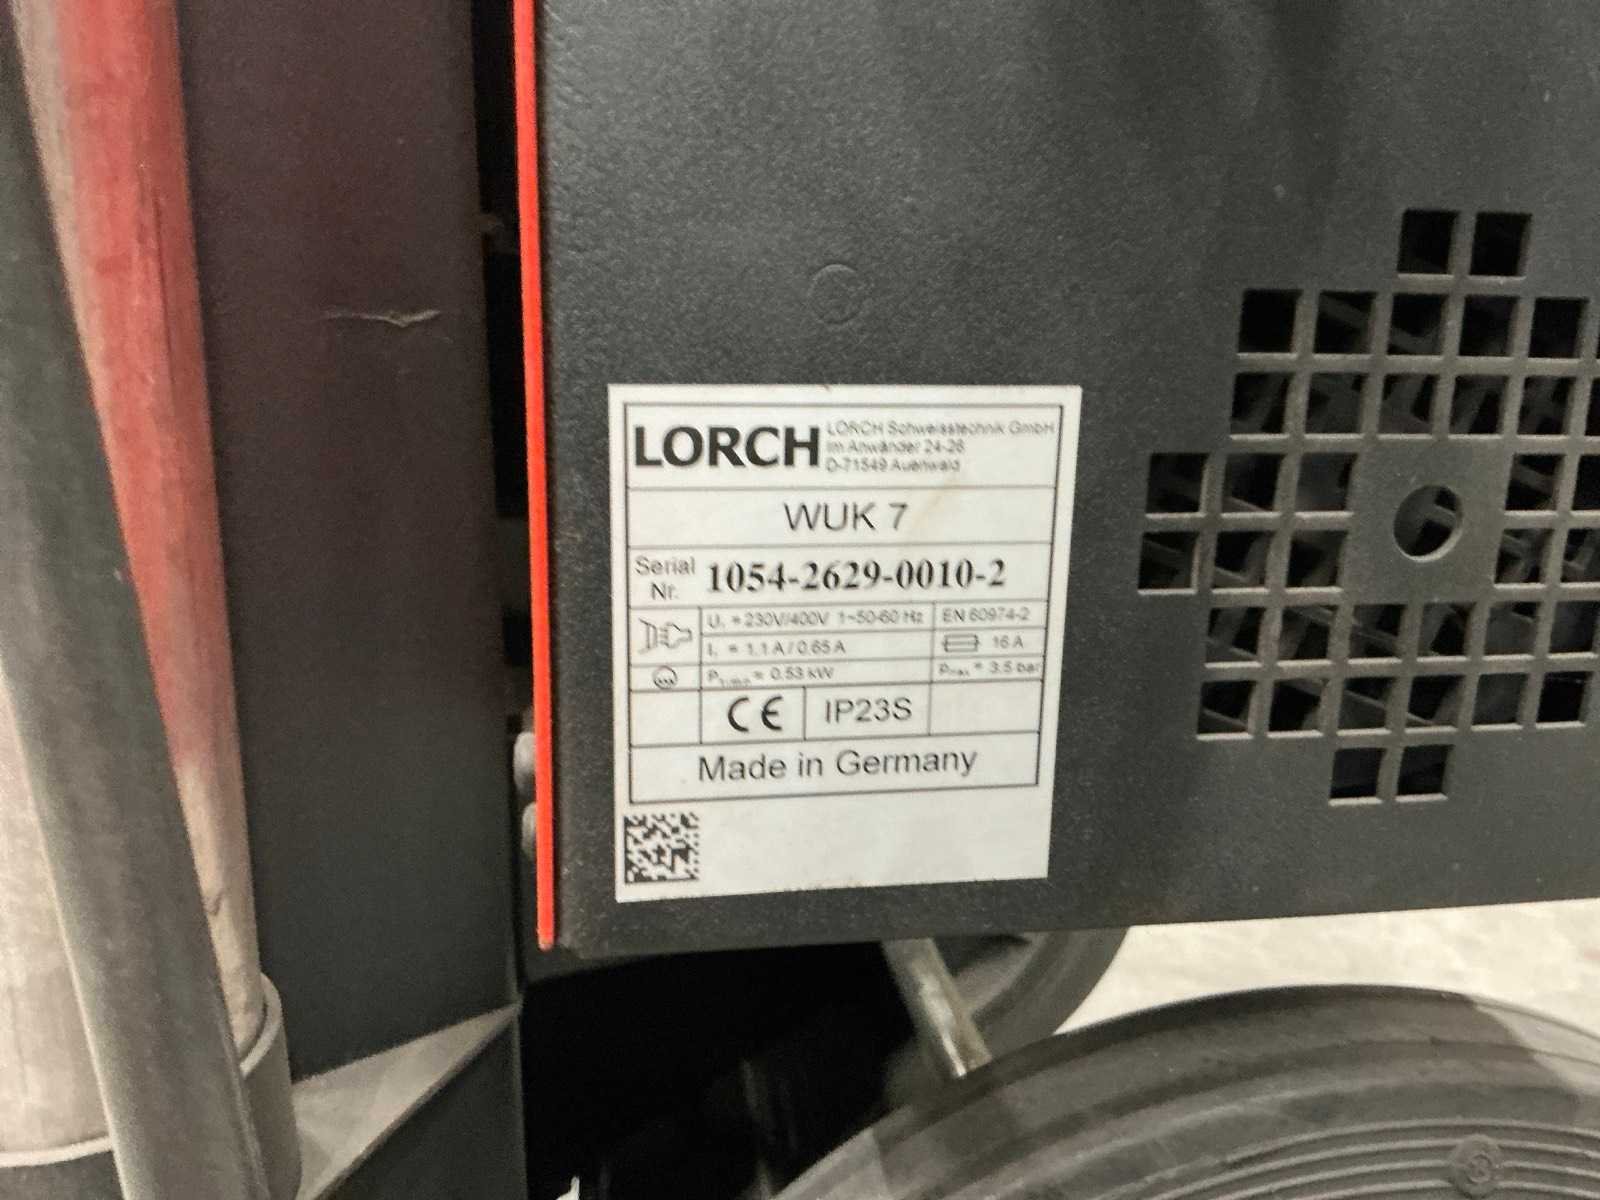 LORCH
LORCH Schweisstechnik GmbH
Im Anwänder 24-26
D-71549 Auenwald
WUK 7
Serial Nr. 1054-2629-0010-2
U₁ = 230V/400V 1~50-60 Hz EN 60974-2
I₁ = 1,1 A / 0.65 A 16 A
= 0.53 kW Pmax = 3.5 bar
CE IP23S
Made in Germany